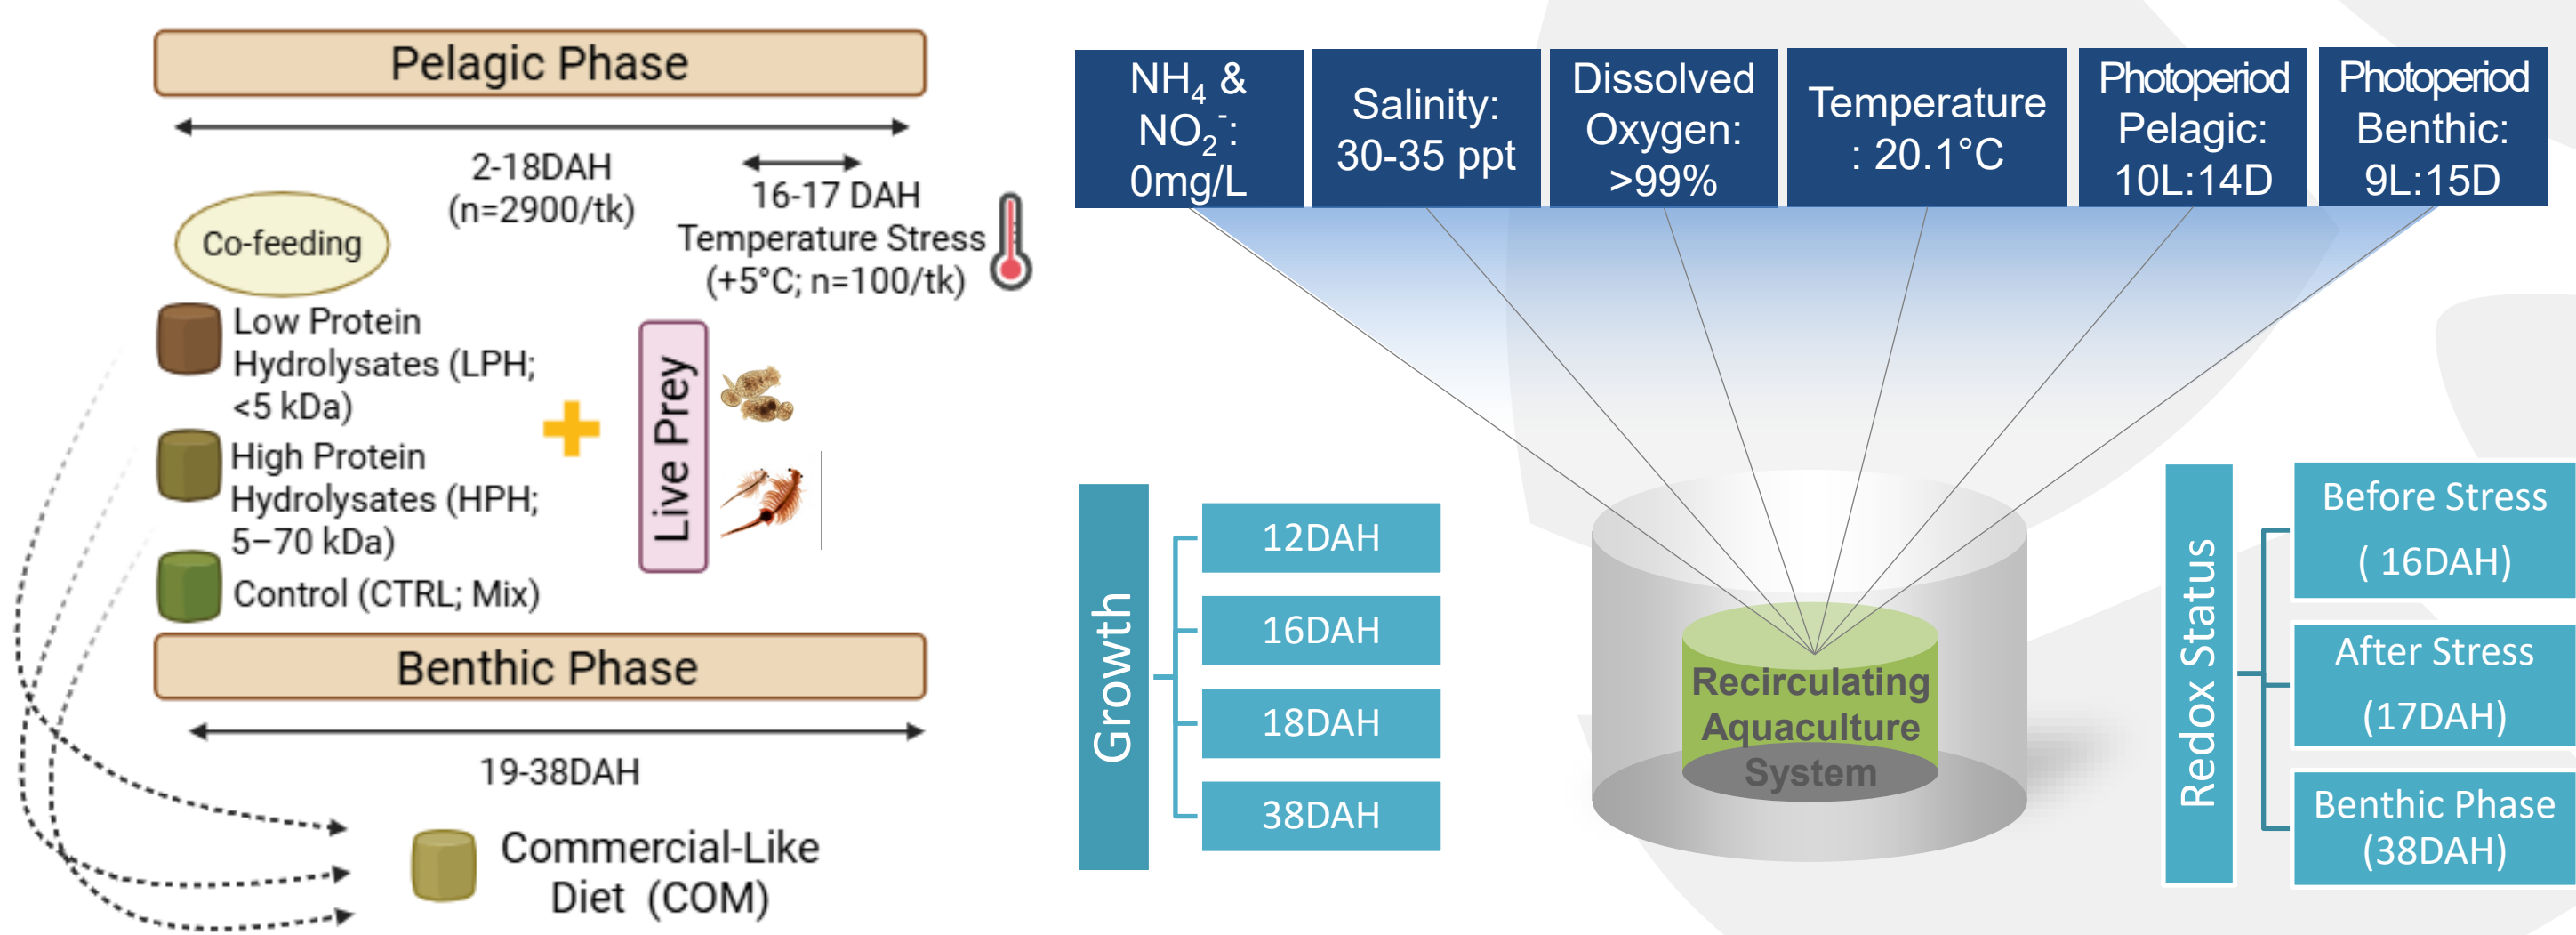 Pelagic Phase
2-18DAH
(n=2900/tk)
16-17 DAH
Temperature Stress
(+5°C; n=100/tk)
Co-feeding
Low Protein
Hydrolysates (LPH;
<5 kDa)
High Protein
Hydrolysates (HPH;
5–70 kDa)
Control (CTRL; Mix)
Live Prey
Benthic Phase
19-38DAH
Commercial-Like
Diet (COM)
NH₄ &
NO₂⁻:
0mg/L
Salinity:
30-35 ppt
Dissolved
Oxygen:
>99%
Temperature
: 20.1°C
Photoperiod
Pelagic:
10L:14D
Photoperiod
Benthic:
9L:15D
Growth
12DAH
16DAH
18DAH
38DAH
Recirculating
Aquaculture
System
Redox Status
Before Stress
( 16DAH)
After Stress
(17DAH)
Benthic Phase
(38DAH)